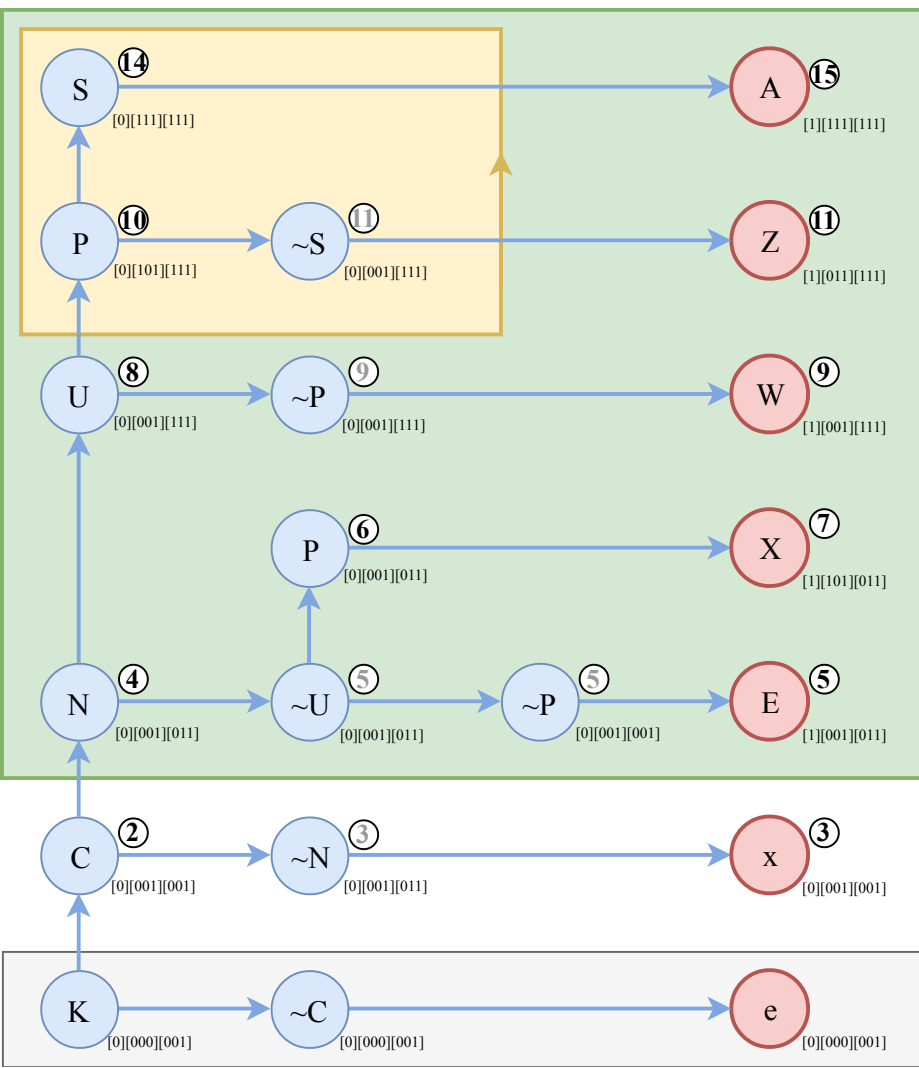 14
15
S
A
[0][111][111]
[1][111][111]
10
11
11
P
~S
Z
[0][101][111]
[0][001][111]
[1][011][111]
8
9
9
U
~P
W
[0][001][111]
[0][001][111]
[1][001][111]
6
7
P
X
[0][001][011]
[1][101][011]
4
5
5
5
N
~U
~P
E
[0][001][011]
[0][001][011]
[0][001][001]
[1][001][011]
2
3
3
C
~N
x
[0][001][001]
[0][001][011]
[0][001][001]
K
~C
e
[0][000][001]
[0][000][001]
[0][000][001]